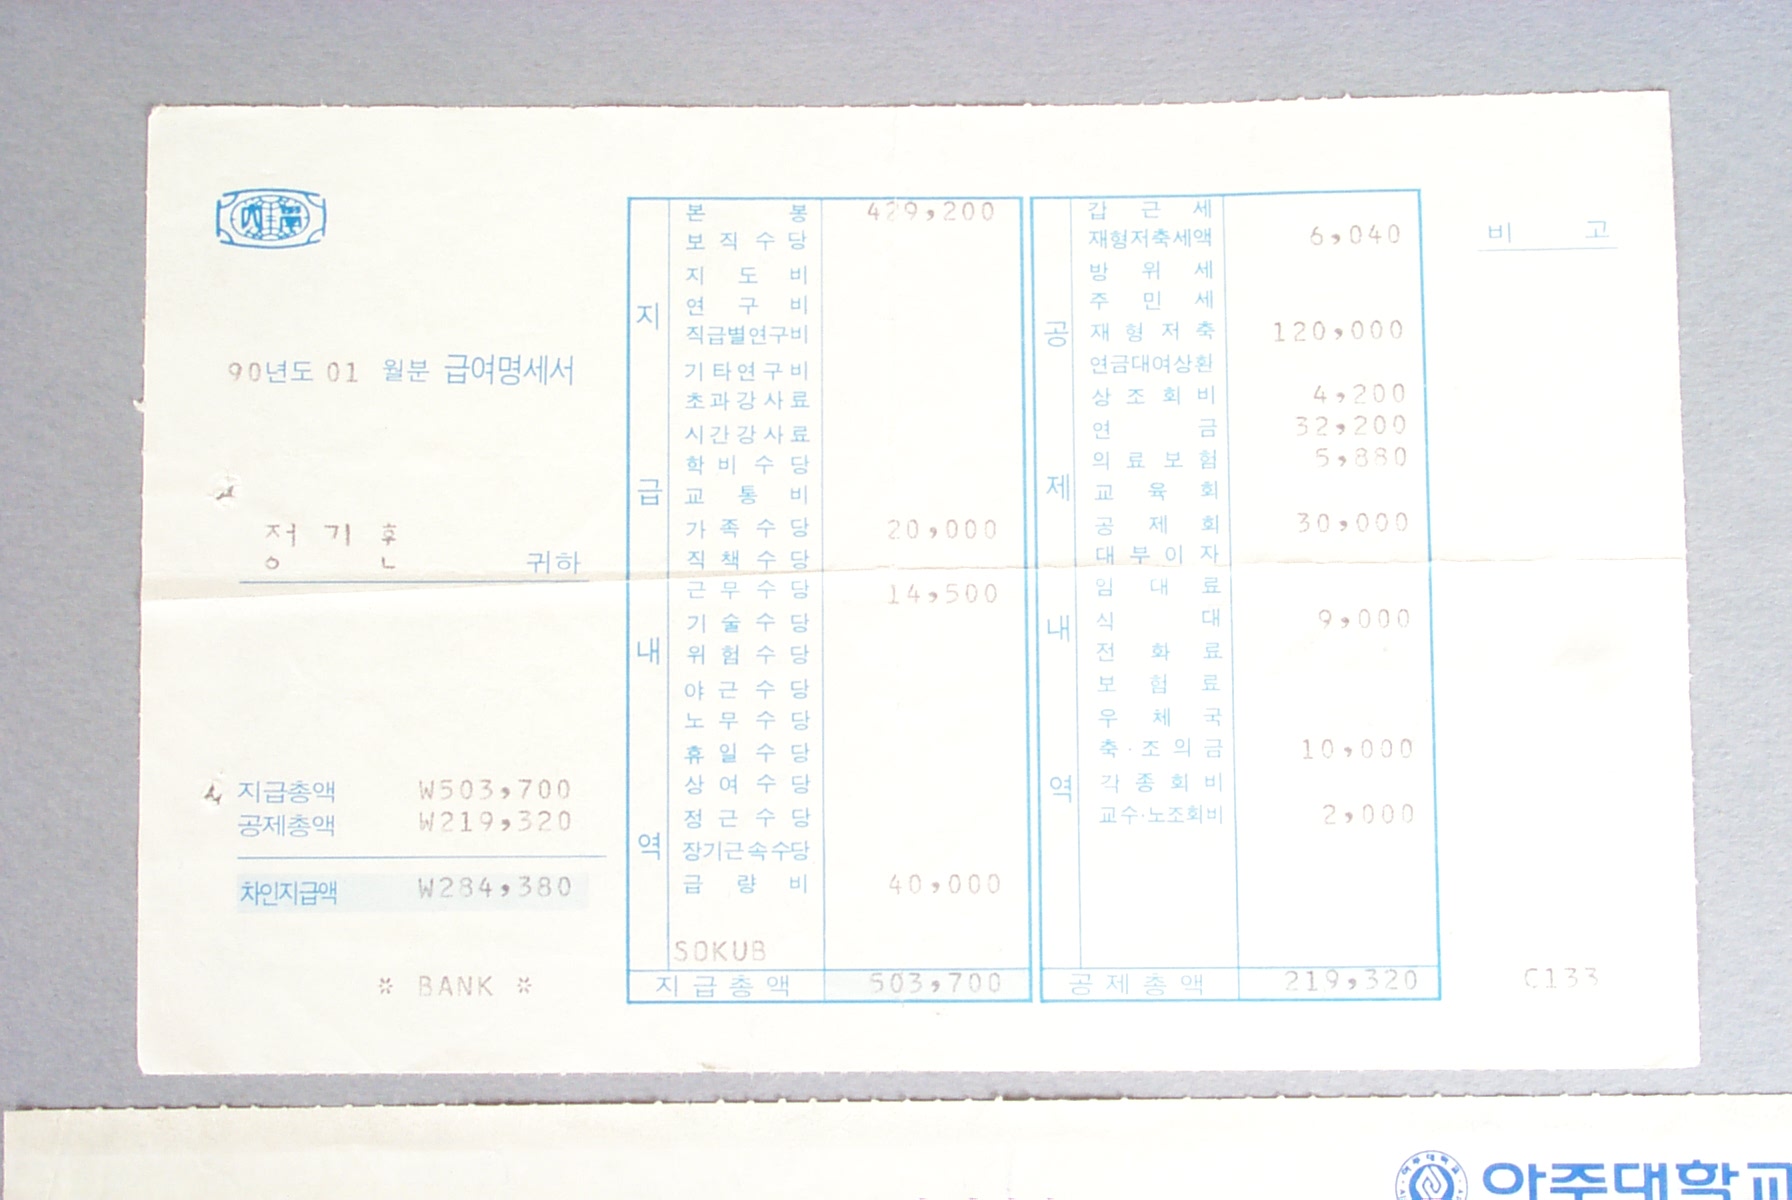 90년도 01 월분 급여명세서
정기훈 귀하
지급총액 W503,700
공제총액 W219,320
차인지급액 W284,380
* BANK *
지급내역
본봉 429,200
보직수당
지도비
연구비
직급별연구비
기타연구비
초과강사료
시간강사료
학비수당
교통비
가족수당 20,000
직책수당
근무수당 14,500
기술수당
위험수당
야근수당
노무수당
휴일수당
상여수당
정근수당
장기근속수당
급량비 40,000
SOKUB
지급총액 503,700
공제내역
갑근세
재형저축세액 6,040
방위세
주민세
재형저축 120,000
연금대여상환
상조회비 4,200
연금 32,200
의료보험 5,880
교육회
공제회 30,000
대부이자
임대료
식대 9,000
전화료
보험료
우체국
축·조의금 10,000
각종회비
교수·노조회비 2,000
공제총액 219,320
비고
C133
아주대학교